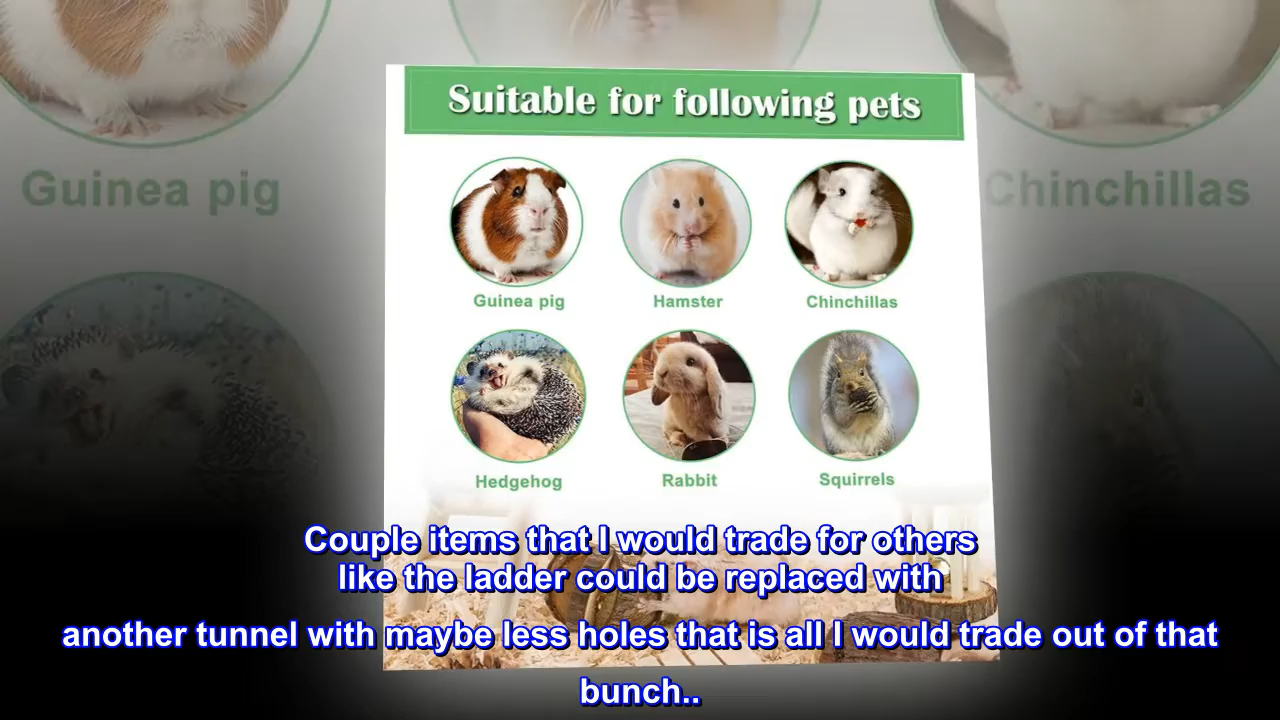 Suitable for following pets
Guinea pig
Chinchillas
Guinea pig Hamster Chinchillas
Hedgehog Rabbit Squirrels
Couple items that I would trade for others
like the ladder could be replaced with
another tunnel with maybe less holes that is all I would trade out of that
bunch..